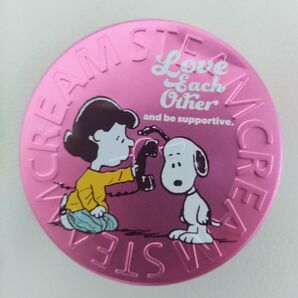 STEAMCREAM STEAMCREAM
Love
Each
Other
and be supportive.